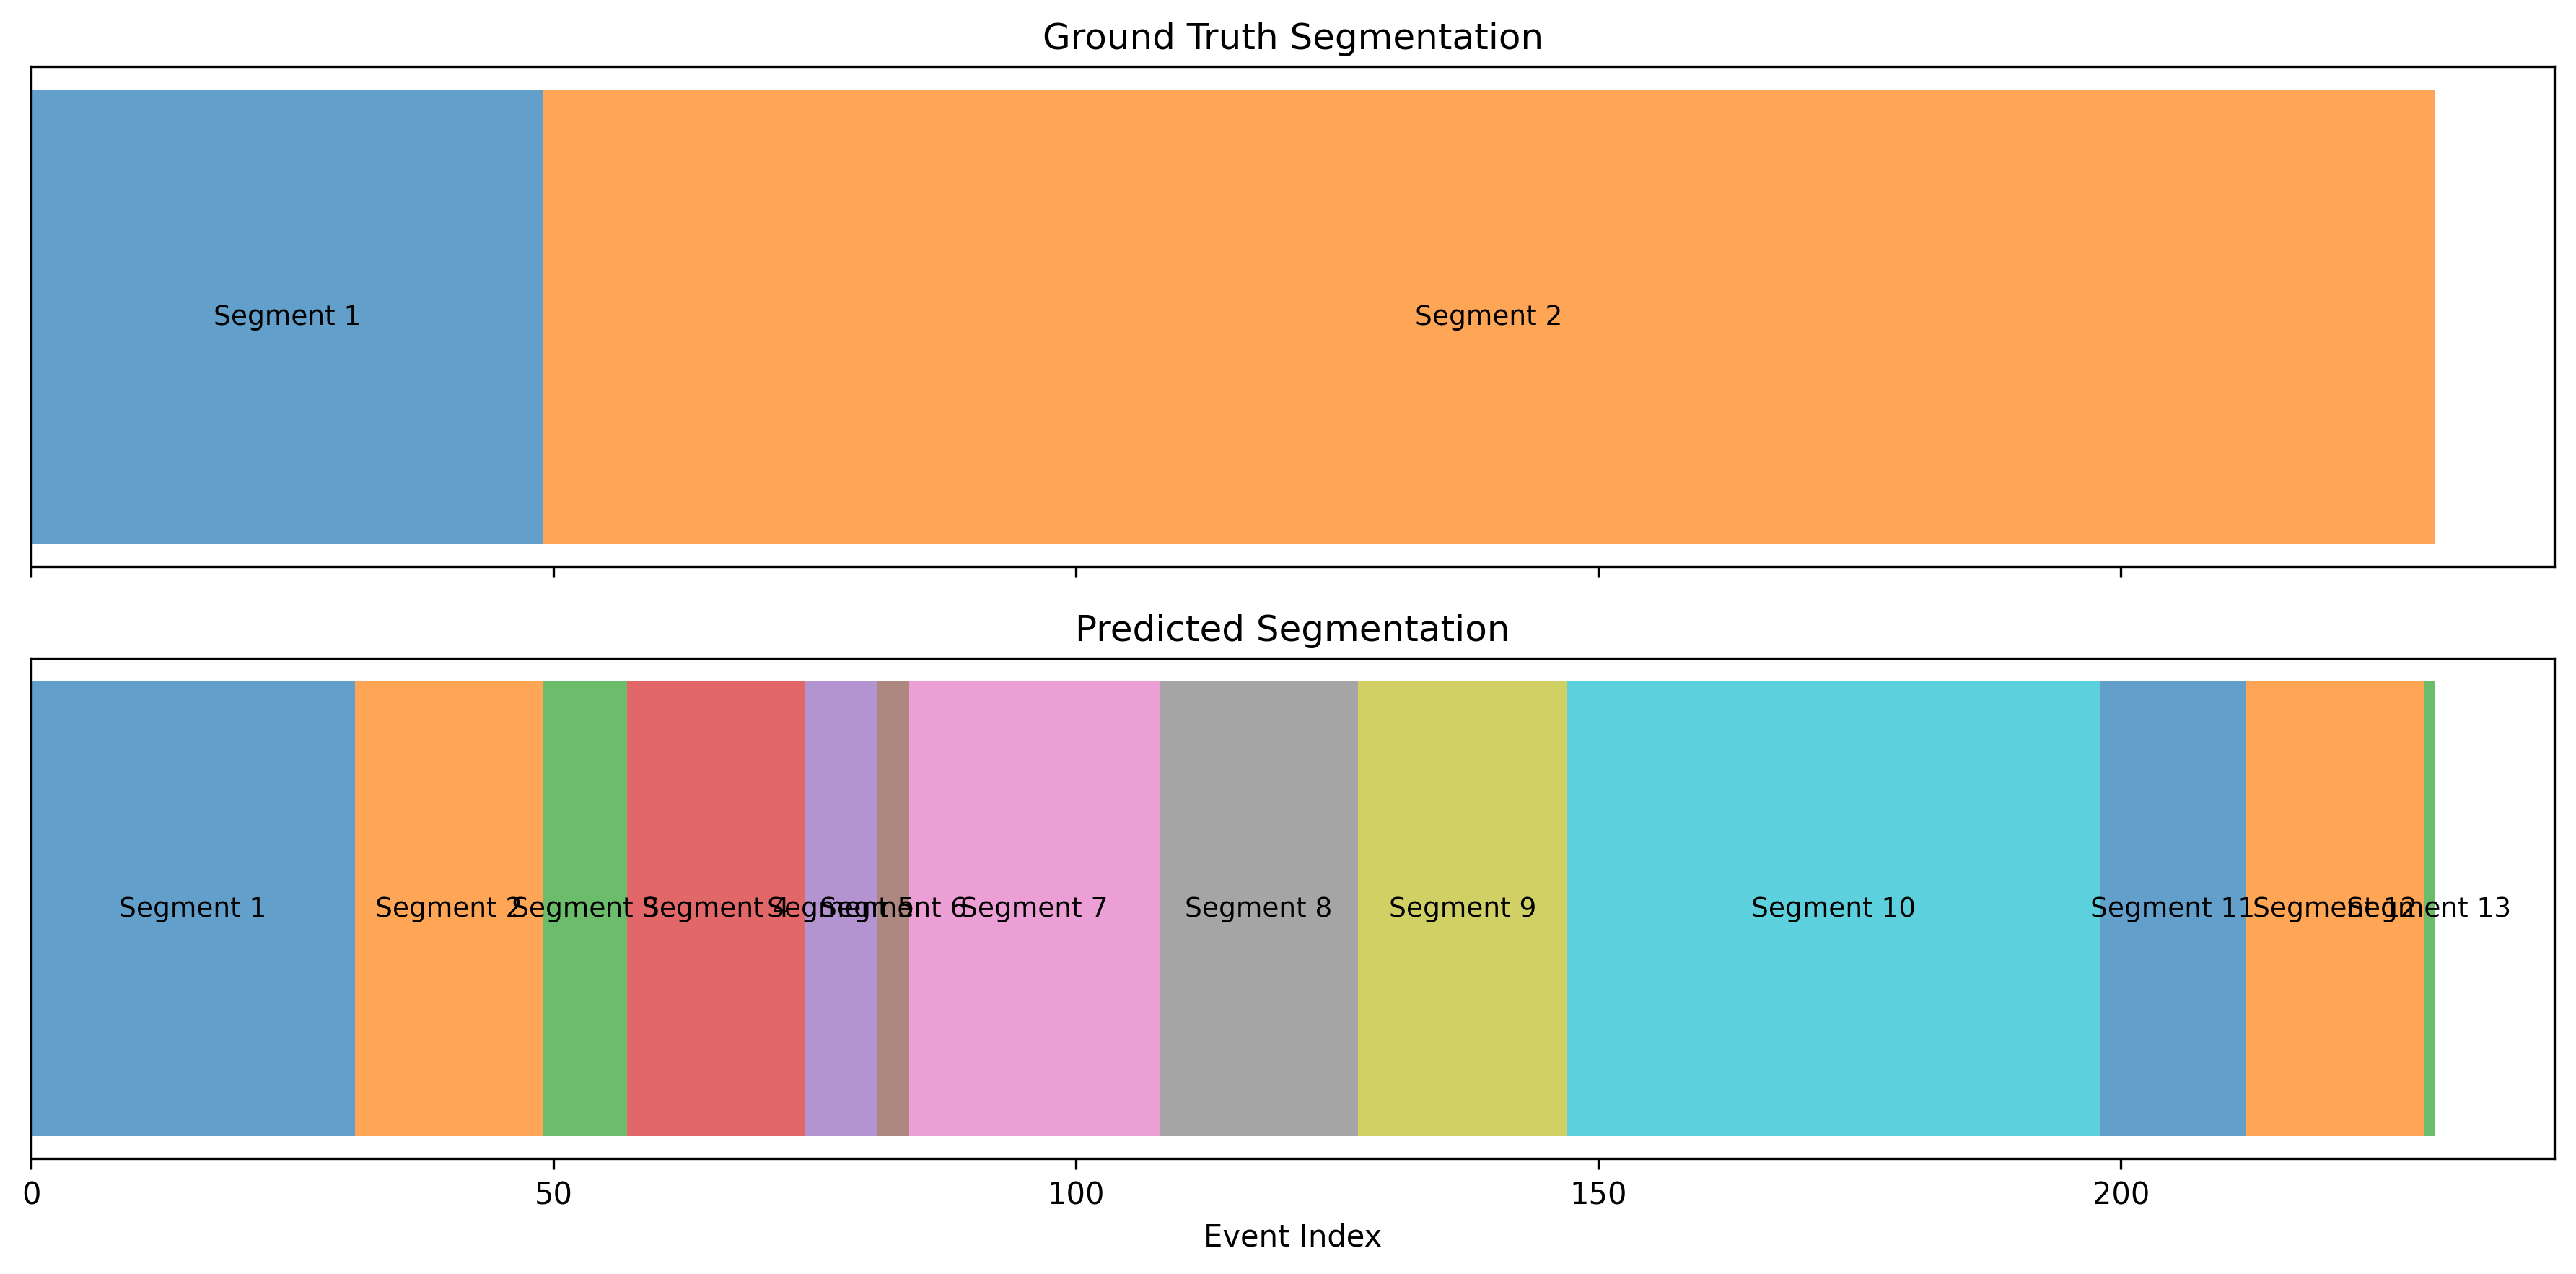 Ground Truth Segmentation
Segment 1
Segment 2
Predicted Segmentation
Segment 1
Segment 2
Segment 3
Segment 4
Segment 5
Segment 6
Segment 7
Segment 8
Segment 9
Segment 10
Segment 11
Segment 12
Segment 13
0
50
100
150
200
Event Index